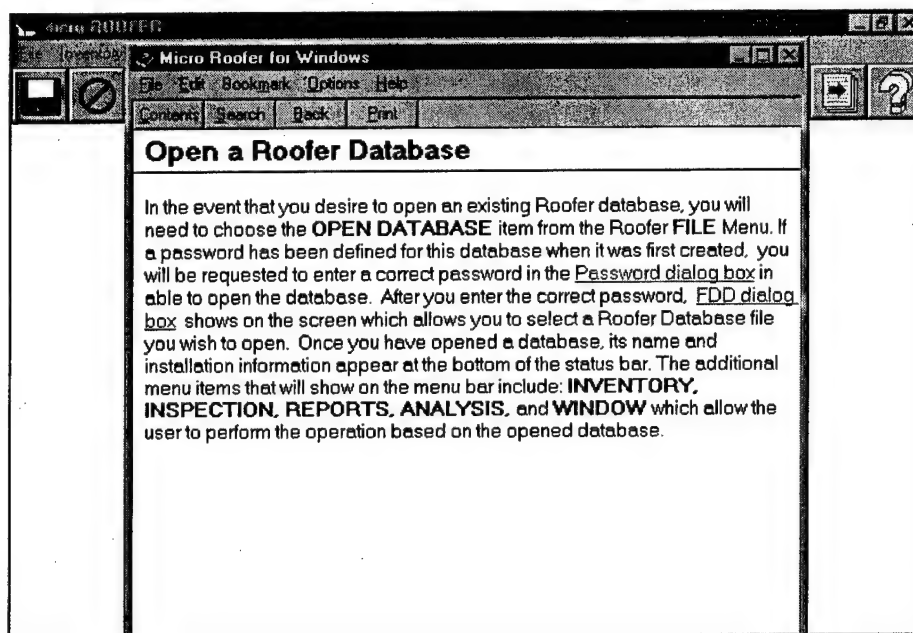 Micro ROOFER
File Inventory
Micro Roofer for Windows
File Edit Bookmark Options Help
Contents Search Back Print
Open a Roofer Database
In the event that you desire to open an existing Roofer database, you will
need to choose the OPEN DATABASE item from the Roofer FILE Menu. If
a password has been defined for this database when it was first created, you
will be requested to enter a correct password in the Password dialog box in
able to open the database. After you enter the correct password, FDD dialog
box shows on the screen which allows you to select a Roofer Database file
you wish to open. Once you have opened a database, its name and
installation information appear at the bottom of the status bar. The additional
menu items that will show on the menu bar include: INVENTORY,
INSPECTION, REPORTS, ANALYSIS, and WINDOW which allow the
user to perform the operation based on the opened database.